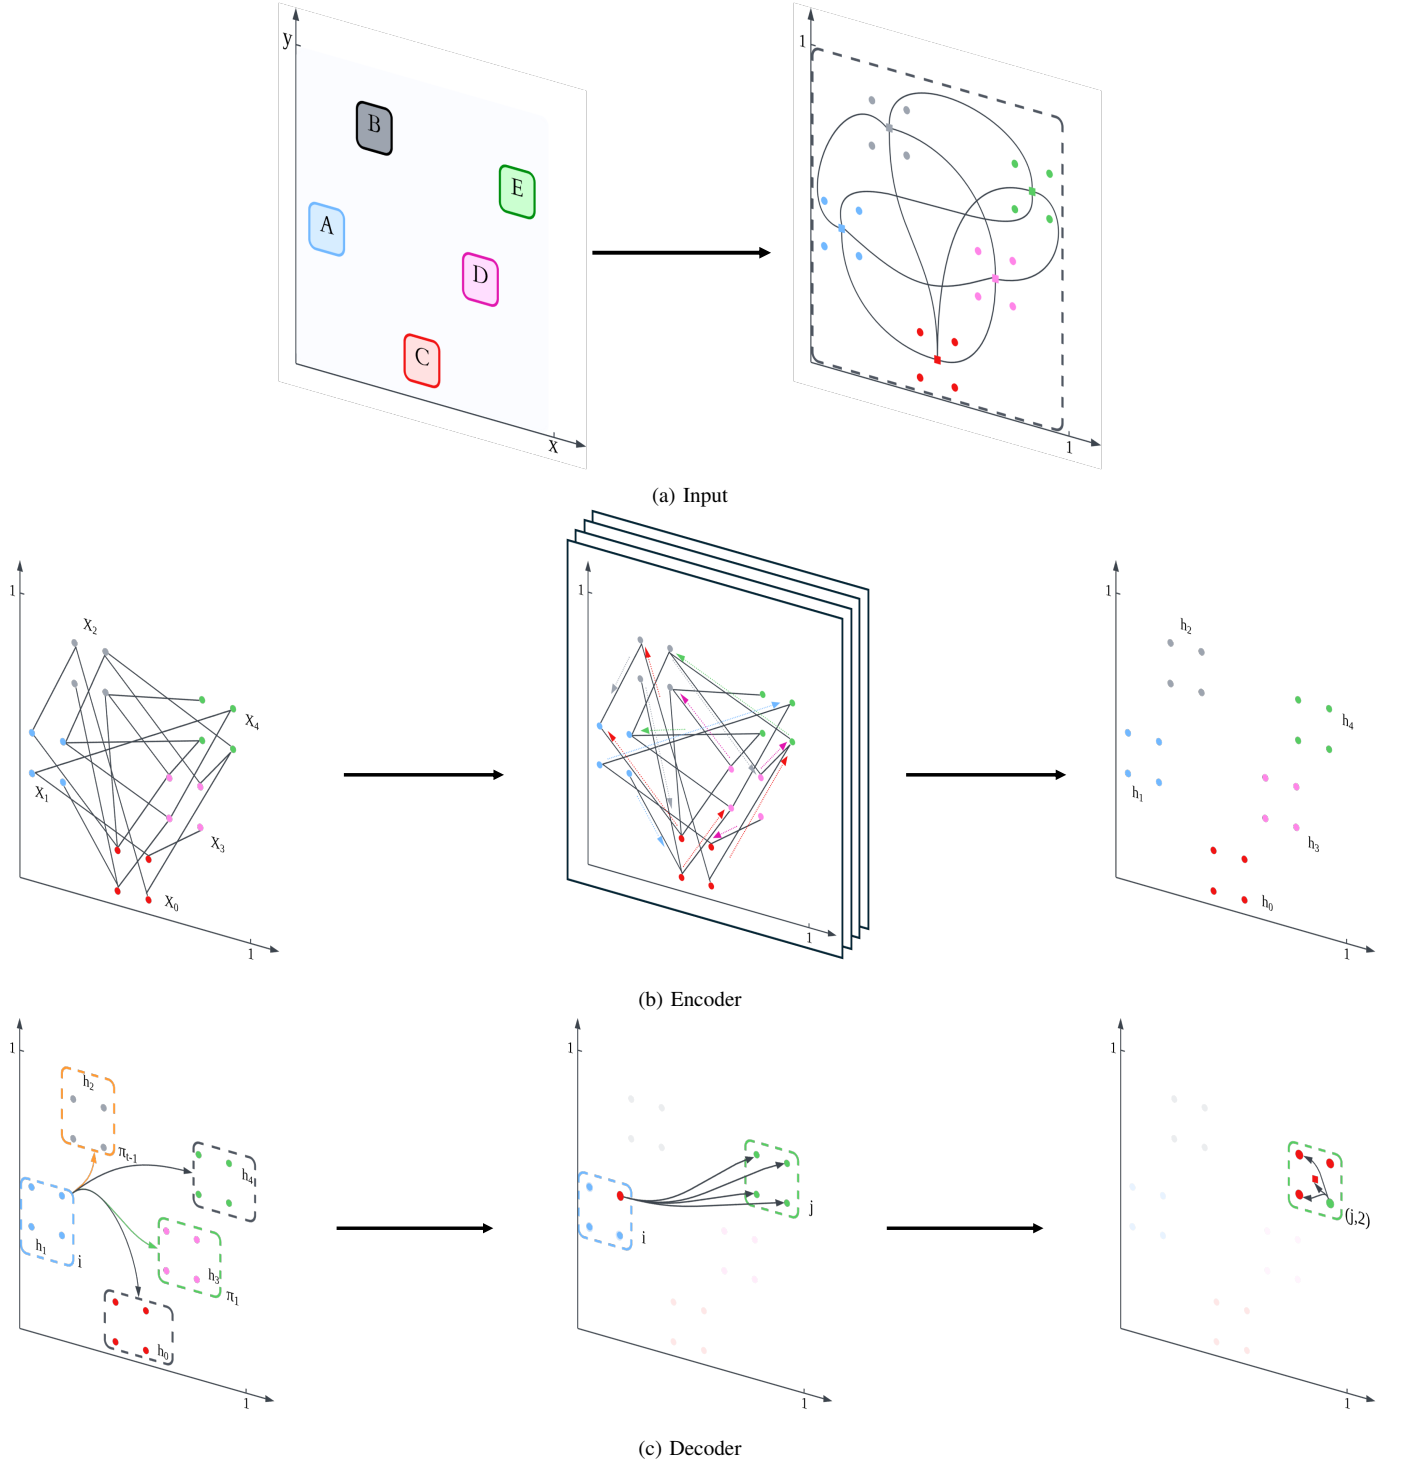 y
B
E
A
D
C
x
1
1
(a) Input
1
X2
X4
X1
X3
X0
1
1
1
1
h2
h4
h1
h3
h0
1
(b) Encoder
1
h2
πt-1
h4
h1
i
h3
π1
h0
1
1
j
i
1
1
(j,2)
1
(c) Decoder